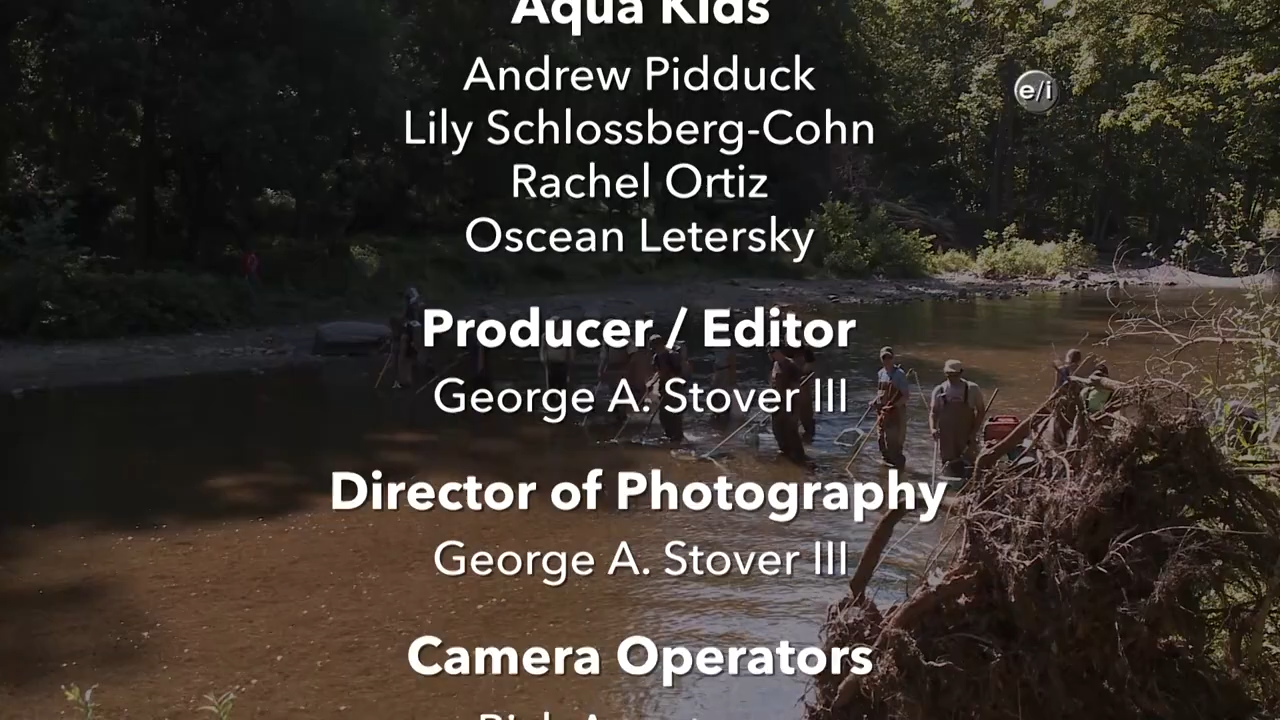 Aqua Kids
Andrew Pidduck
e/i
Lily Schlossberg-Cohn
Rachel Ortiz
Oscean Letersky
Producer / Editor
George A. Stover III
Director of Photography
George A. Stover III
Camera Operators